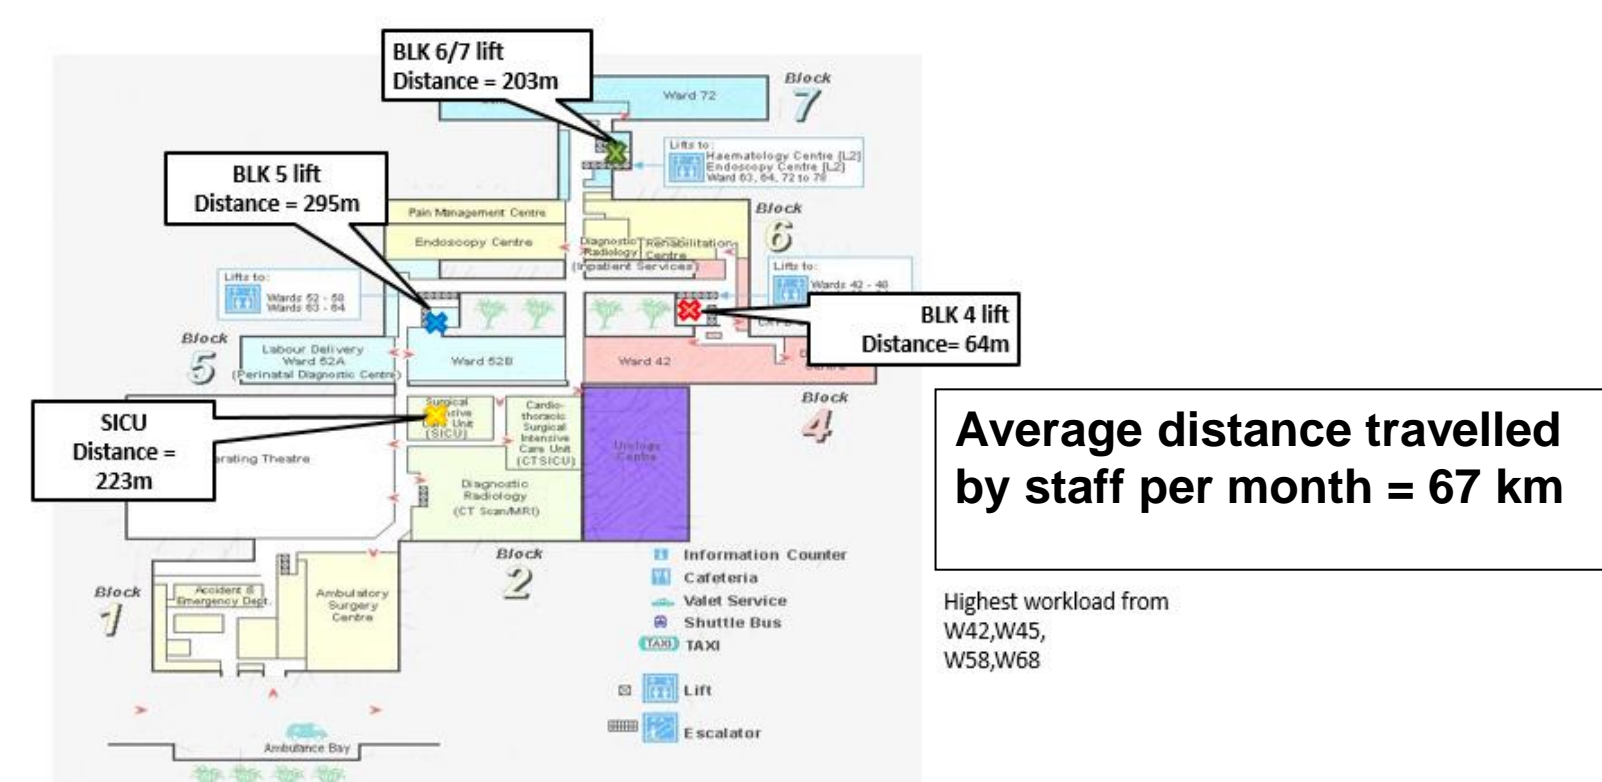 BLK 6/7 lift
Distance = 203m
Block
7
Ward 72
Lifts to:
Haematology Centre [L2]
Endoscopy Centre [L2]
Ward 63, 64, 72 to 78
BLK 5 lift
Distance = 295m
Pain Management Centre
Endoscopy Centre
Diagnostic
Radiology
Rehabilitation
Centre
(Inpatient Services)
Block
6
Lifts to:
Wards 52 - 58
Wards 63 - 64
Lifts to:
Wards 42 - 48
BLK 4 lift
Distance= 64m
Block
5
Labour Delivery
Ward 52A
(Perinatal Diagnostic Centre)
Ward 52B
Ward 42
Block
4
SICU
Distance =
223m
Surgical
Unit
(SICU)
Cardio-
thoracic
Surgical
Intensive
Care Unit
(CTSICU)
Urology
Centre
erating Theatre
Diagnostic
Radiology
(CT Scan/MRI)
Block
2
Block
1
Accident &
Emergency Dept.
Ambulatory
Surgery
Centre
Ambulance Bay
Information Counter
Cafeteria
Valet Service
Shuttle Bus
TAXI TAXI
Lift
Escalator
Average distance travelled
by staff per month = 67 km
Highest workload from
W42,W45,
W58,W68